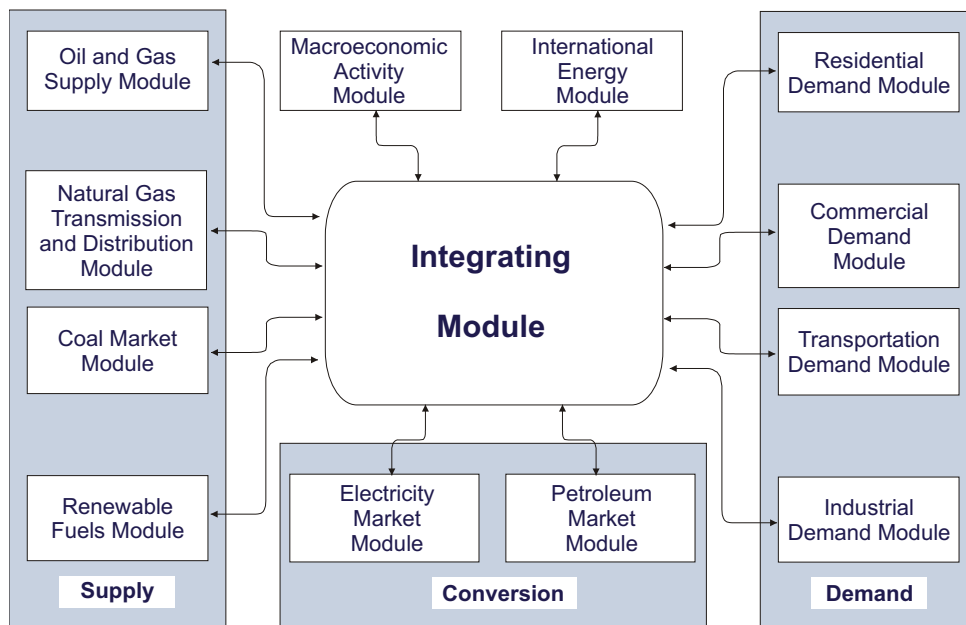 Oil and Gas
Supply Module
Macroeconomic
Activity
Module
International
Energy
Module
Residential
Demand Module
Natural Gas
Transmission
and Distribution
Module
Integrating
Module
Commercial
Demand
Module
Coal Market
Module
Transportation
Demand Module
Renewable
Fuels Module
Electricity
Market
Module
Petroleum
Market
Module
Industrial
Demand Module
Supply
Conversion
Demand